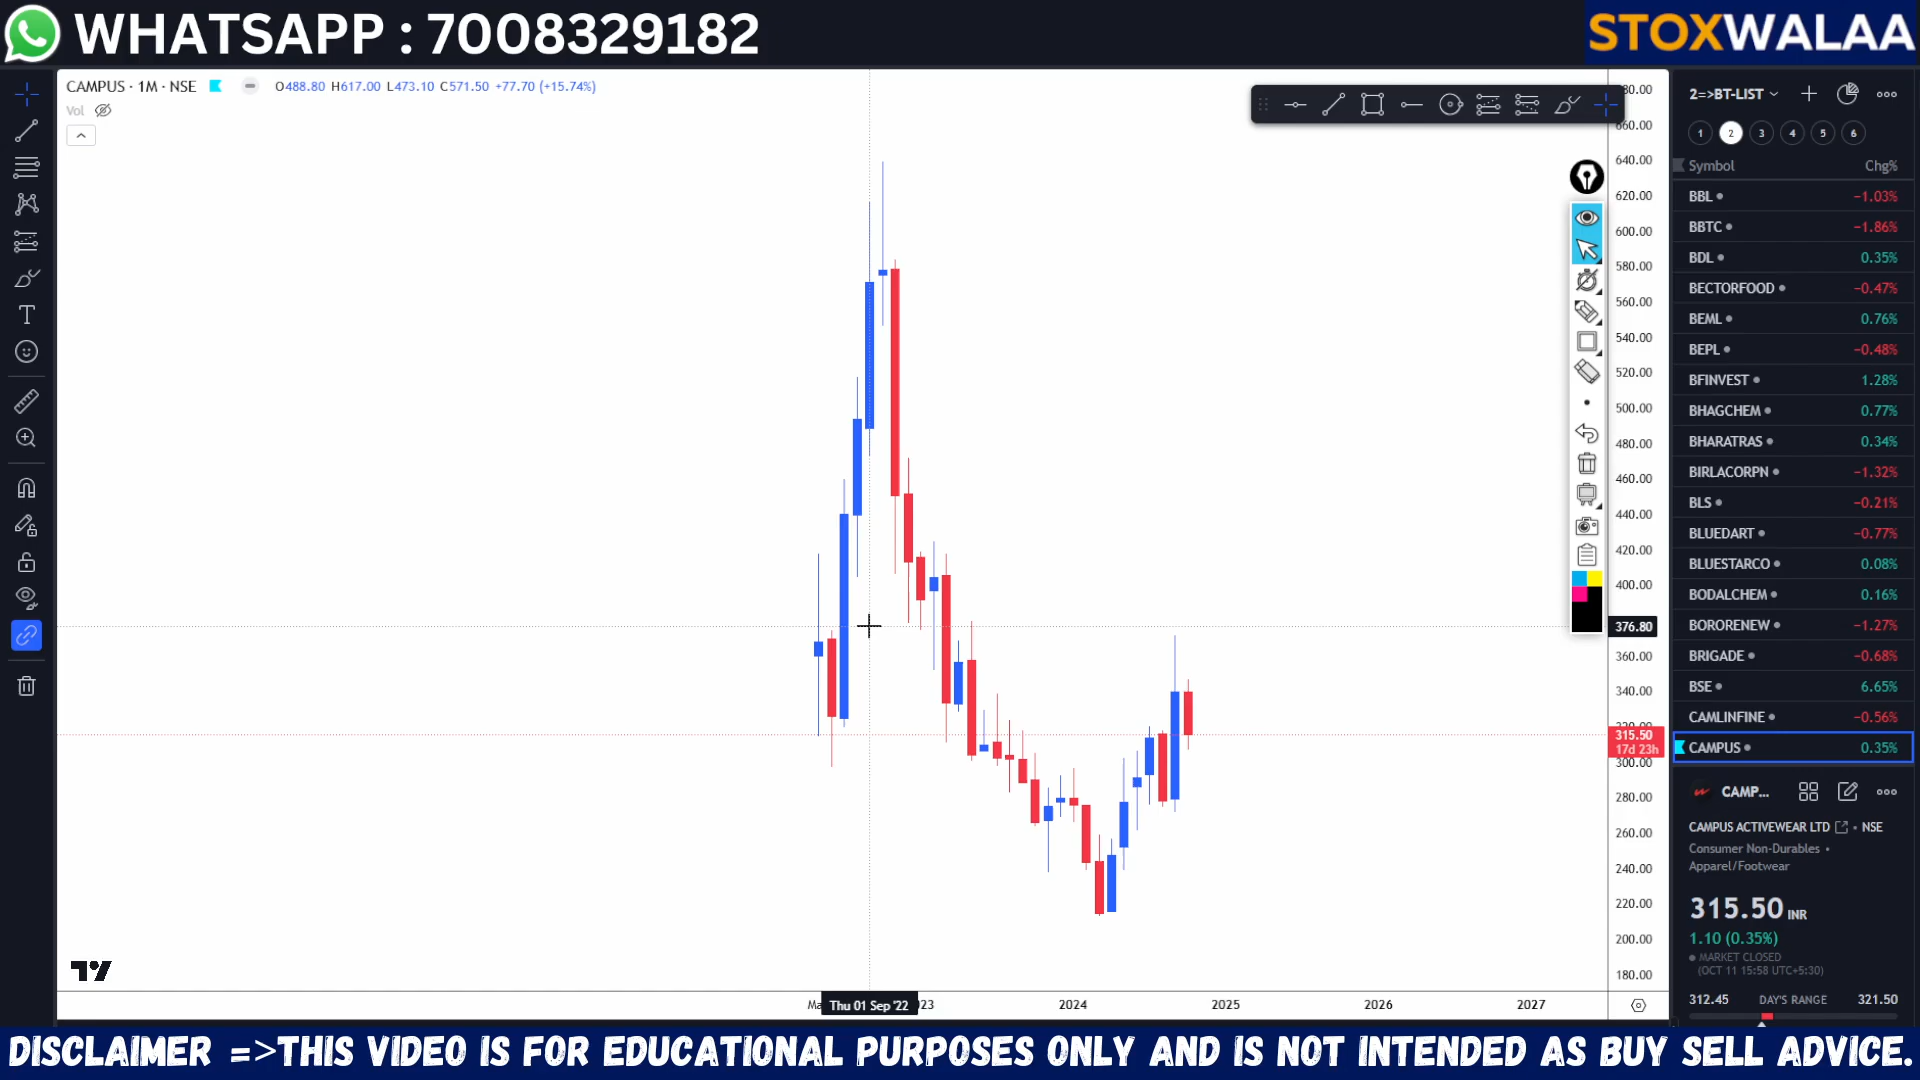 WHATSAPP : 7008329182
STOXWALAA
CAMPUS · 1M · NSE
O488.80 H617.00 L473.10 C571.50 +77.70 (+15.74%)
Vol
80.00
660.00
640.00
620.00
600.00
580.00
560.00
540.00
520.00
500.00
480.00
460.00
440.00
420.00
400.00
376.80
360.00
340.00
320.00
315.50
17d 23h
300.00
280.00
260.00
240.00
220.00
200.00
180.00
Ma
Thu 01 Sep '22
23
2024
2025
2026
2027
2=>BT-LIST
1 2 3 4 5 6
Symbol Chg%
BBL −1.03%
BBTC −1.86%
BDL 0.35%
BECTORFOOD −0.47%
BEML 0.76%
BEPL −0.48%
BFINVEST 1.28%
BHAGCHEM 0.77%
BHARATRAS 0.34%
BIRLACORPN −1.32%
BLS −0.21%
BLUEDART −0.77%
BLUESTARCO 0.08%
BODALCHEM 0.16%
BORORENEW −1.27%
BRIGADE −0.68%
BSE 6.65%
CAMLINFINE −0.56%
CAMPUS 0.35%
CAMP...
CAMPUS ACTIVEWEAR LTD • NSE
Consumer Non-Durables •
Apparel/Footwear
315.50 INR
1.10 (0.35%)
MARKET CLOSED
(OCT 11 15:58 UTC+5:30)
312.45 DAY'S RANGE 321.50
DISCLAIMER =>THIS VIDEO IS FOR EDUCATIONAL PURPOSES ONLY AND IS NOT INTENDED AS BUY SELL ADVICE.